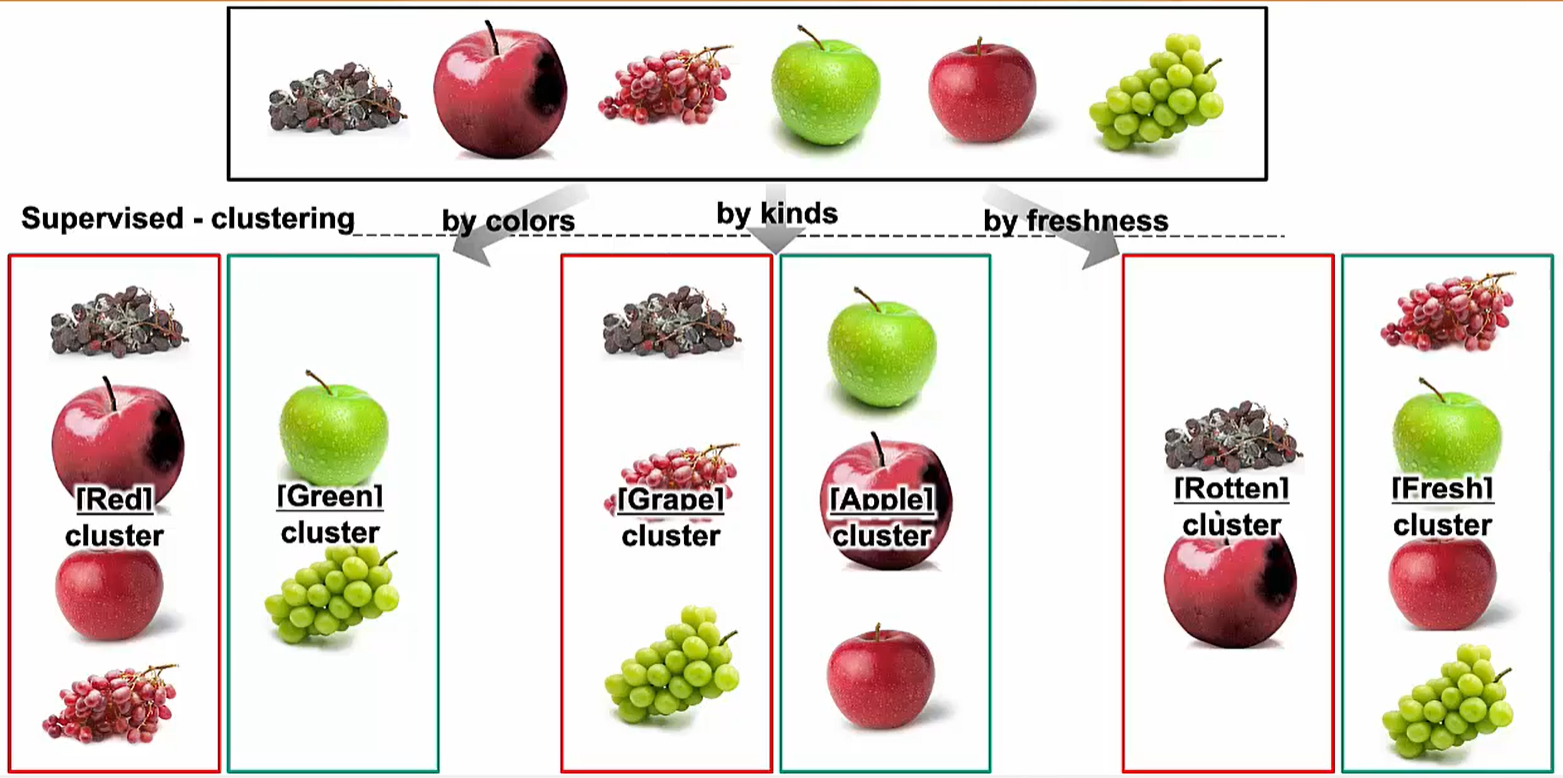 Supervised - clustering
by colors
by kinds
by freshness
[Red]
cluster
[Green]
cluster
[Grape]
cluster
[Apple]
cluster
[Rotten]
cluster
[Fresh]
cluster